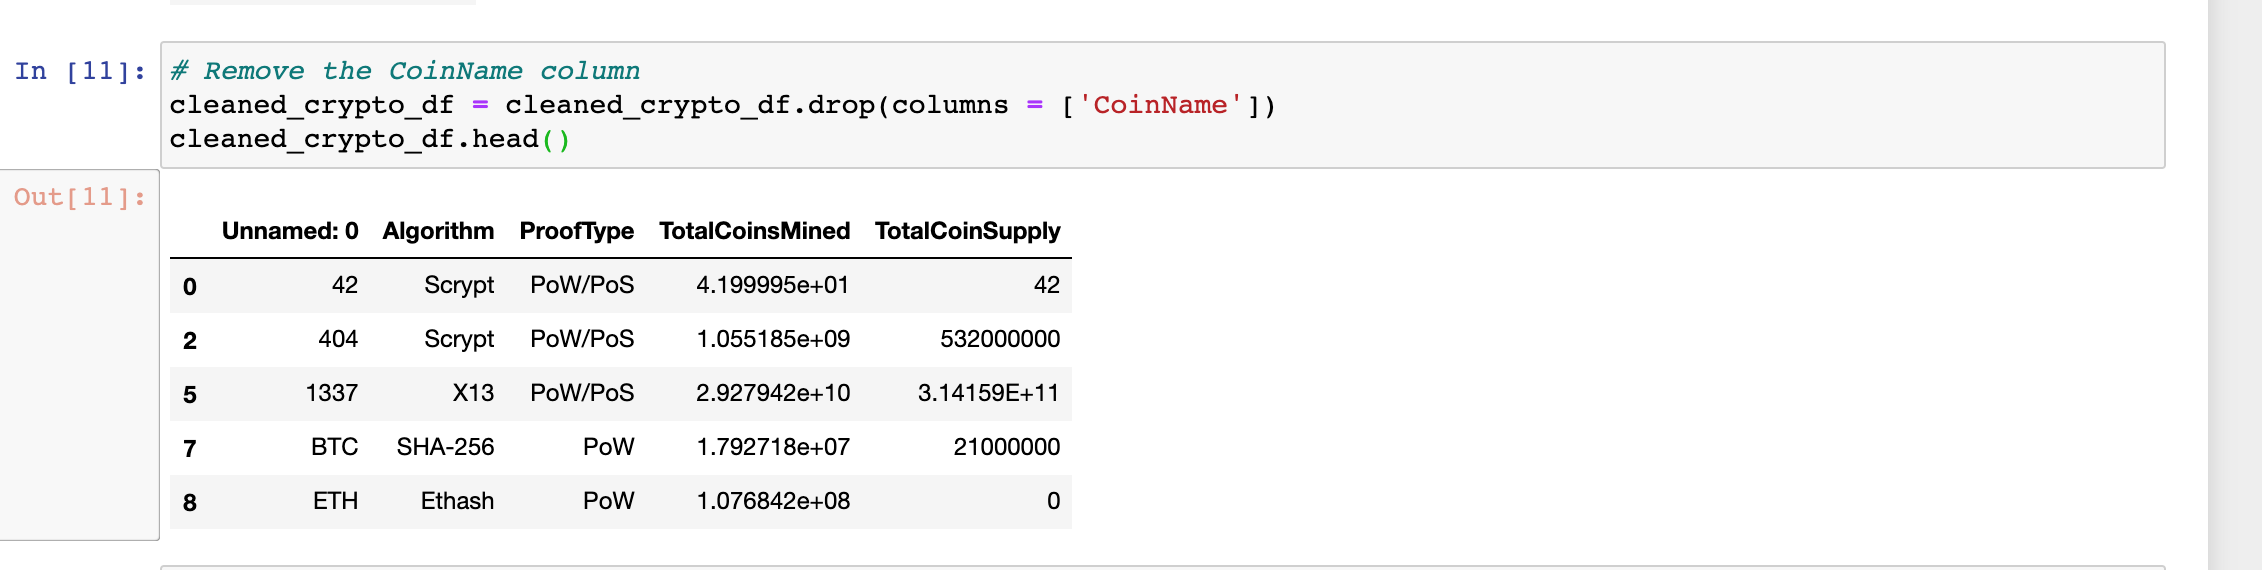 In [11]: # Remove the CoinName column
cleaned_crypto_df = cleaned_crypto_df.drop(columns = ['CoinName'])
cleaned_crypto_df.head()
Out[11]:
Unnamed: 0 Algorithm ProofType TotalCoinsMined TotalCoinSupply
0 42 Scrypt PoW/PoS 4.199995e+01 42
2 404 Scrypt PoW/PoS 1.055185e+09 532000000
5 1337 X13 PoW/PoS 2.927942e+10 3.14159E+11
7 BTC SHA-256 PoW 1.792718e+07 21000000
8 ETH Ethash PoW 1.076842e+08 0